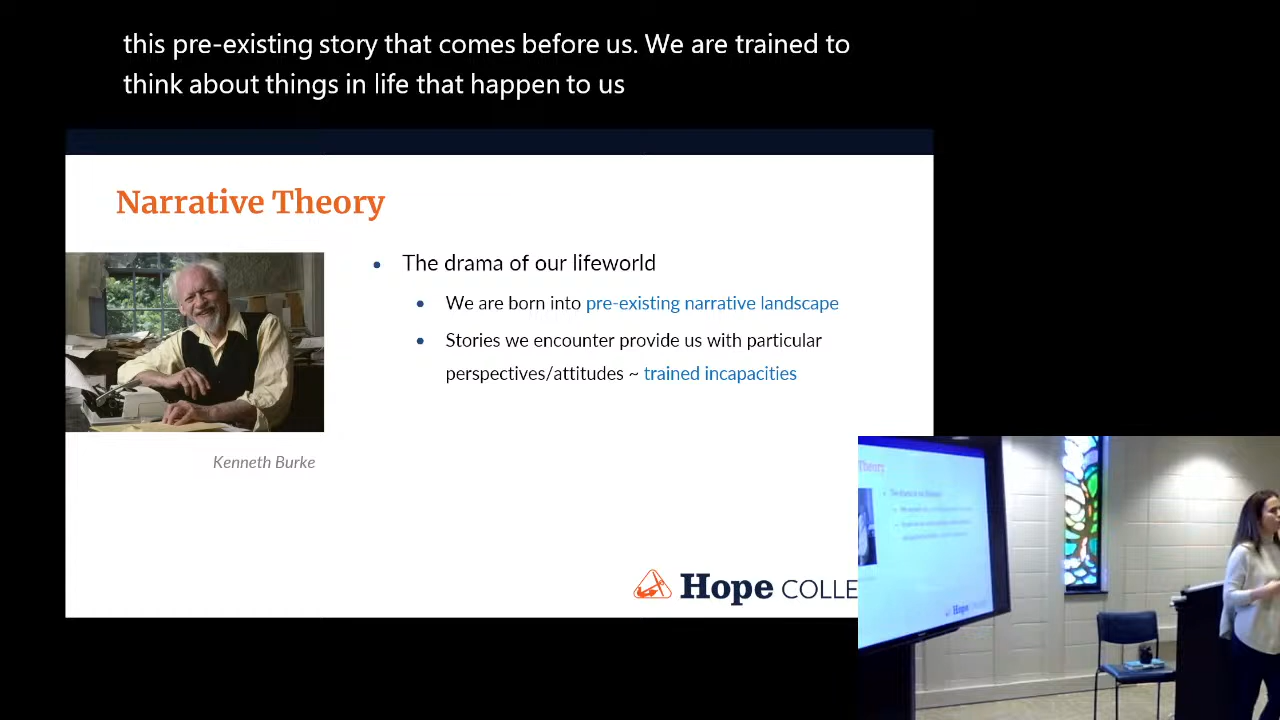 this pre-existing story that comes before us. We are trained to
think about things in life that happen to us
Narrative Theory
• The drama of our lifeworld
• We are born into pre-existing narrative landscape
• Stories we encounter provide us with particular
perspectives/attitudes ~ trained incapacities
Kenneth Burke
Hope COLLE
Hope